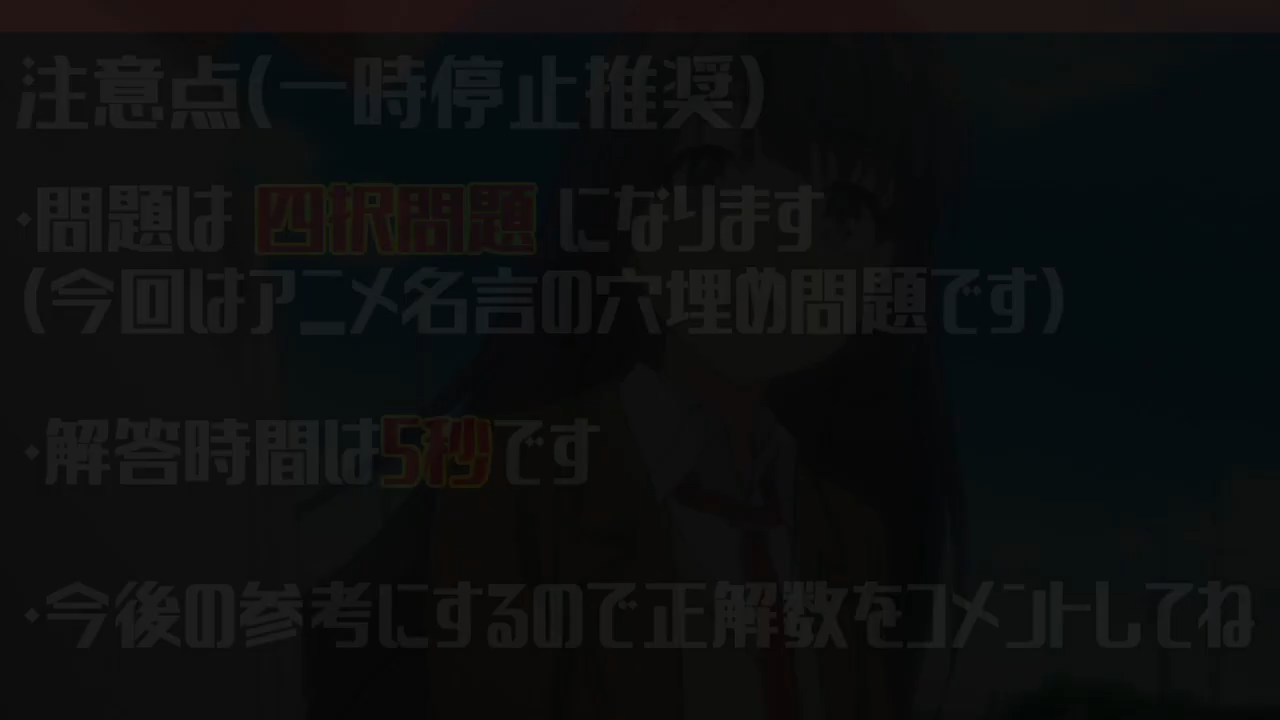 注意点(一時停止推奨)
・問題は 四択問題 になります
(今回はアニメ名言の穴埋め問題です)
・解答時間は5秒です
・今後の参考にするので正解数をコメントしてね